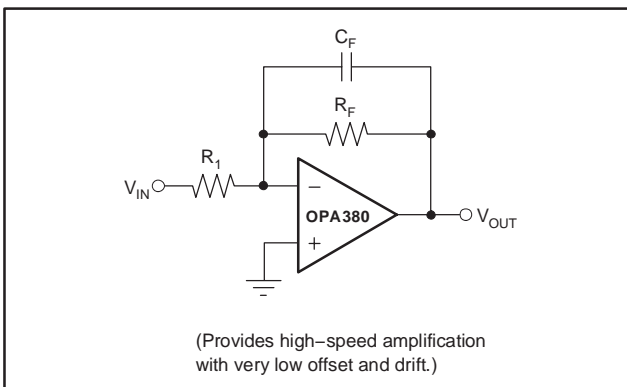 C_F
R_F
R_1
V_IN
−
OPA380
+
V_OUT
(Provides high−speed amplification
with very low offset and drift.)